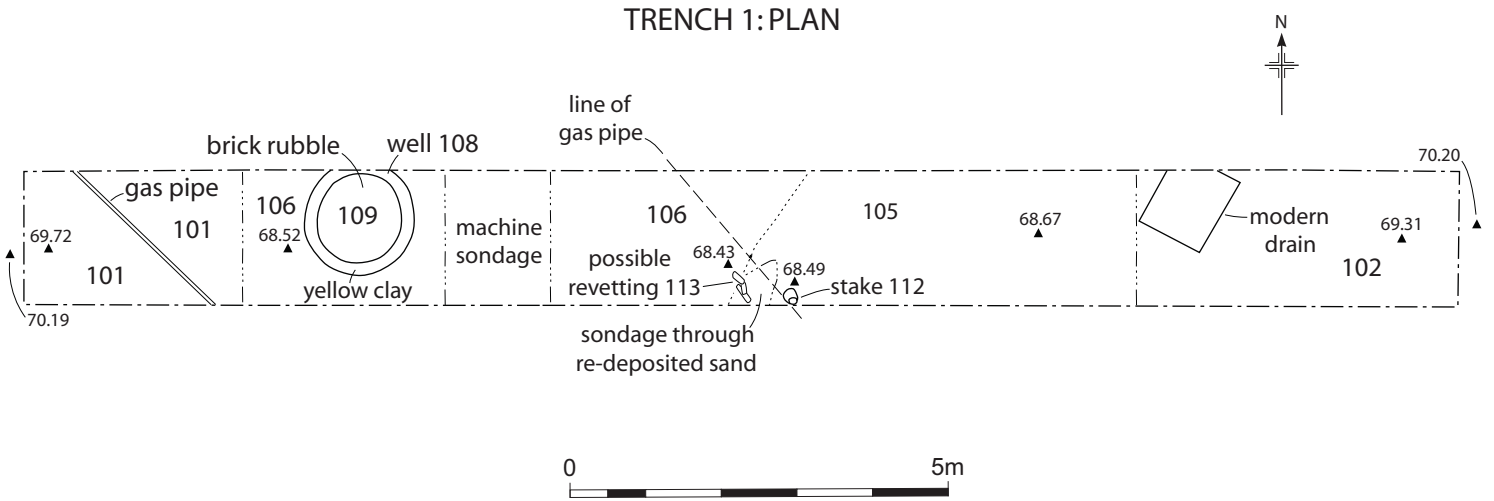 TRENCH 1: PLAN
N
line of
gas pipe
brick rubble
well 108
70.20
gas pipe
106
109
101
106
105
68.67
modern
drain
69.31
69.72
68.52
machine
sondage
possible
revetting 113
68.43
68.49
stake 112
102
101
yellow clay
70.19
sondage through
re-deposited sand
0
5m